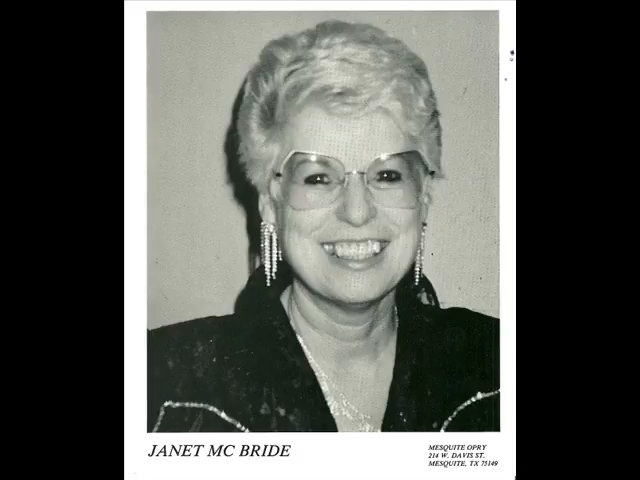 JANET MC BRIDE
MESQUITE OPRY
214 W. DAVIS ST.
MESQUITE, TX 75149